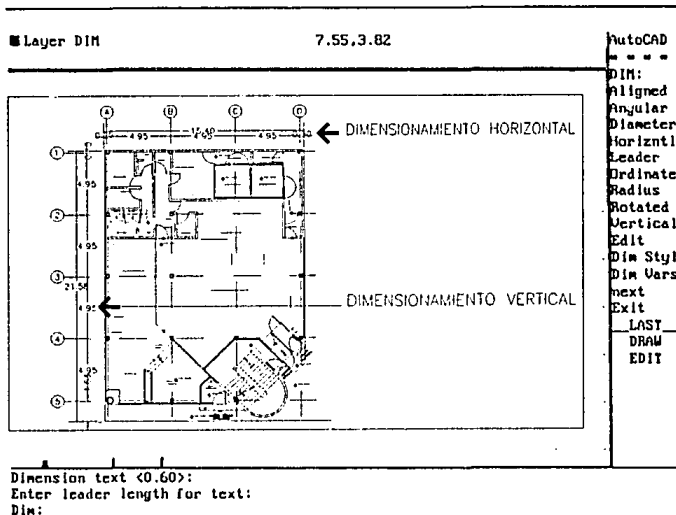 Layer DIM
7.55,3.82
AutoCAD
* * * *
DIM:
Aligned
Angular
Diameter
Horizntl
Leader
Ordinate
Radius
Rotated
Vertical
Edit
Dim Styl
Dim Vars
next
Exit
__LAST__
DRAW
EDIT
A B C D
4.95 4.95 4.95
DIMENSIONAMIENTO HORIZONTAL
1
4.95
2
4.95
3
21.58
4.95
DIMENSIONAMIENTO VERTICAL
4
4.95
5
Dimension text <0.60>:
Enter leader length for text:
Dim: